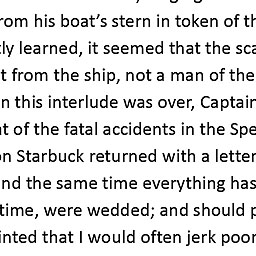 from his boat’s stern in token of th
tly learned, it seemed that the sca
t from the ship, not a man of the
n this interlude was over, Captain
t of the fatal accidents in the Spe
on Starbuck returned with a letter
nd the same time everything has
time, were wedded; and should p
inted that I would often jerk poor